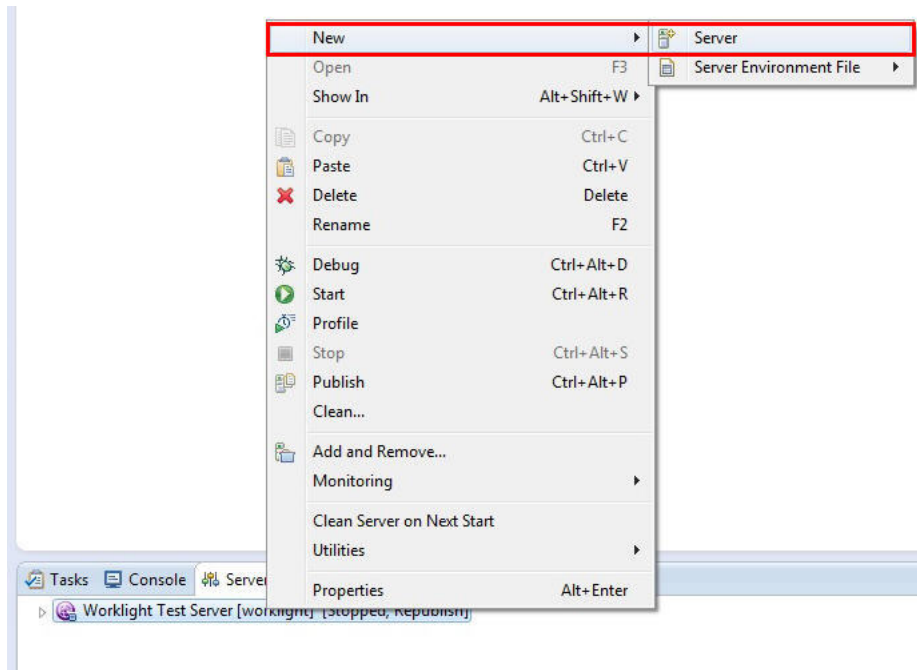 New
Server
Open F3
Server Environment File
Show In Alt+Shift+W
Copy Ctrl+C
Paste Ctrl+V
Delete Delete
Rename F2
Debug Ctrl+Alt+D
Start Ctrl+Alt+R
Profile
Stop Ctrl+Alt+S
Publish Ctrl+Alt+P
Clean...
Add and Remove...
Monitoring
Clean Server on Next Start
Utilities
Properties Alt+Enter
Tasks Console Server
Worklight Test Server [worklight] [Stopped, Republish]